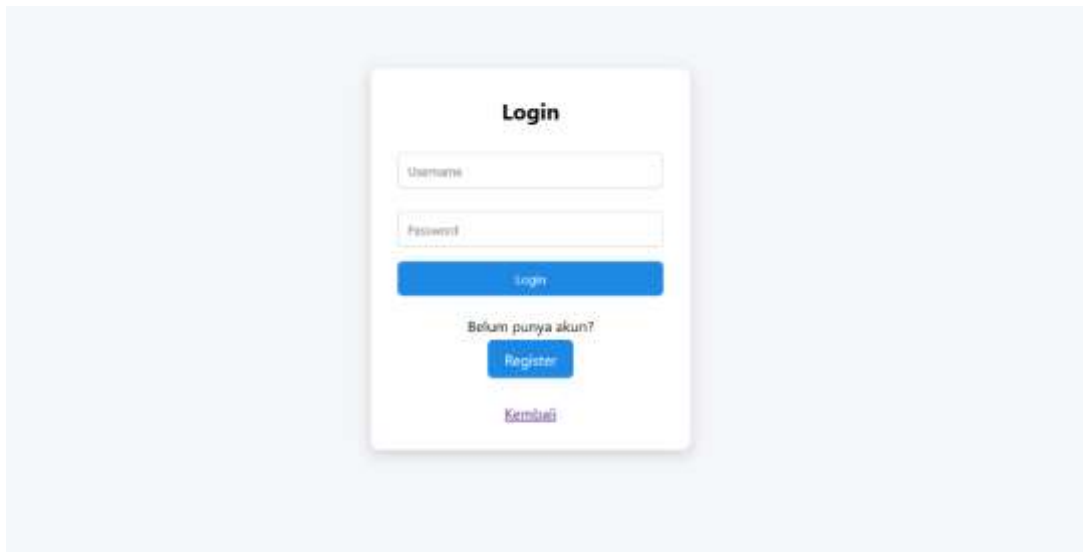 Login
Username
Password
Login
Belum punya akun?
Register
Kembali